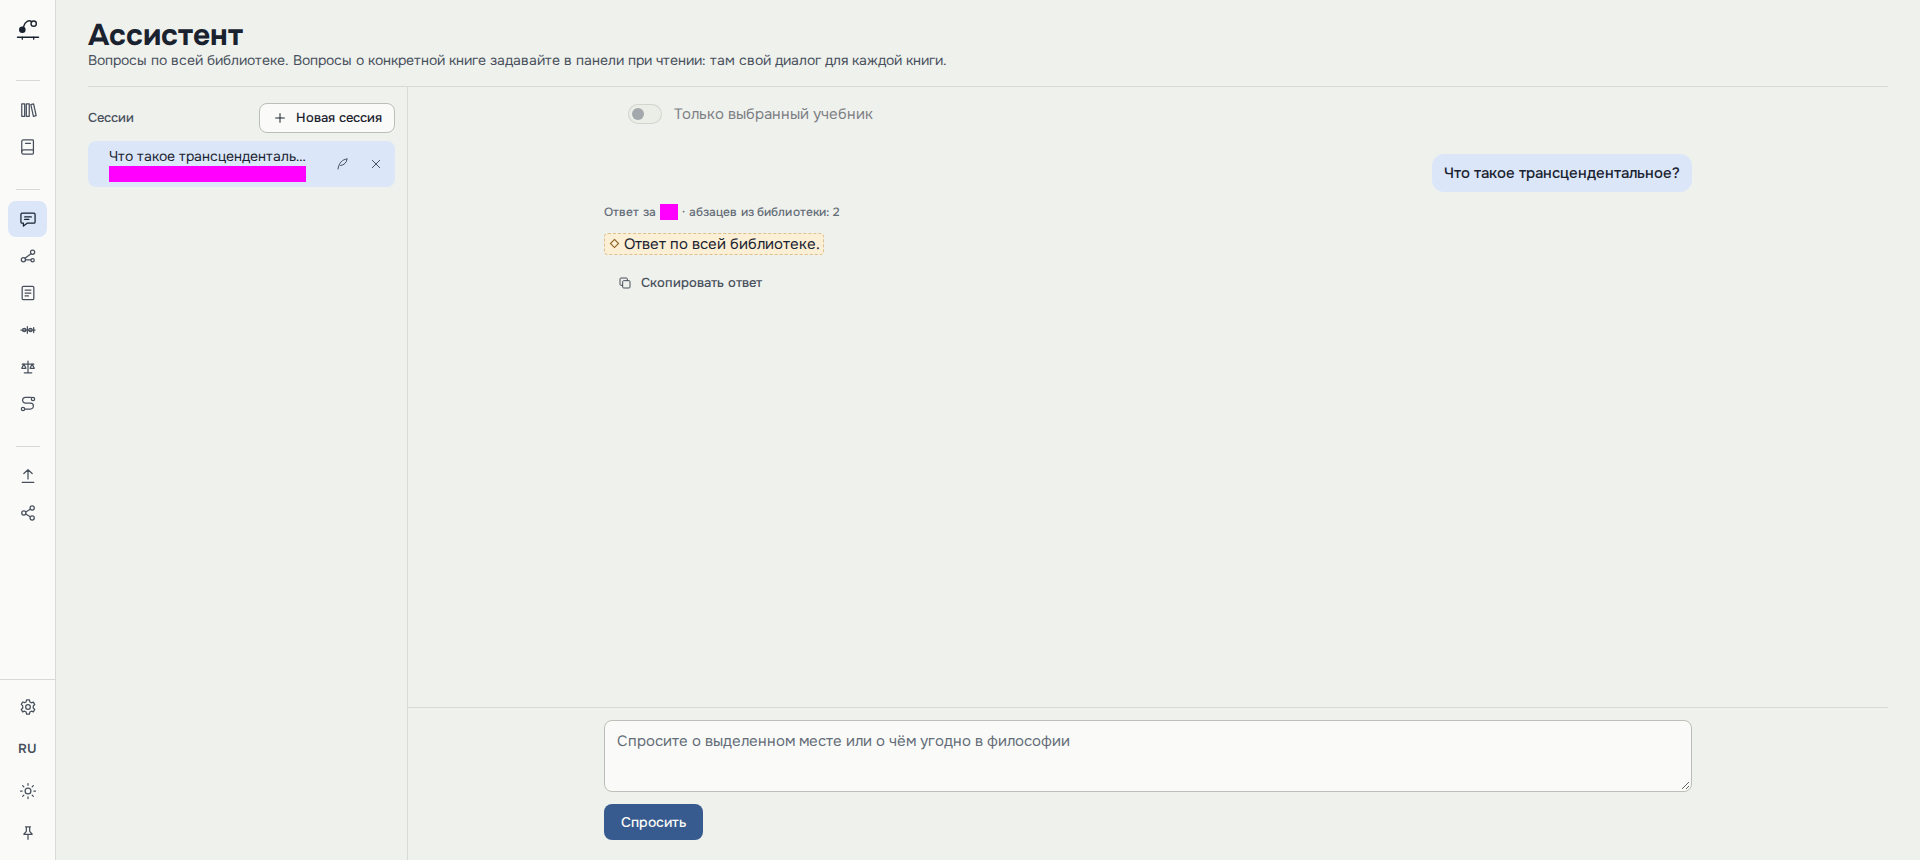 Ассистент
Вопросы по всей библиотеке. Вопросы о конкретной книге задавайте в панели при чтении: там свой диалог для каждой книги.
Сессии
Новая сессия
Что такое трансценденталь...
Только выбранный учебник
Что такое трансцендентальное?
Ответ за · абзацев из библиотеки: 2
Ответ по всей библиотеке.
Скопировать ответ
Спросите о выделенном месте или о чём угодно в философии
Спросить
RU